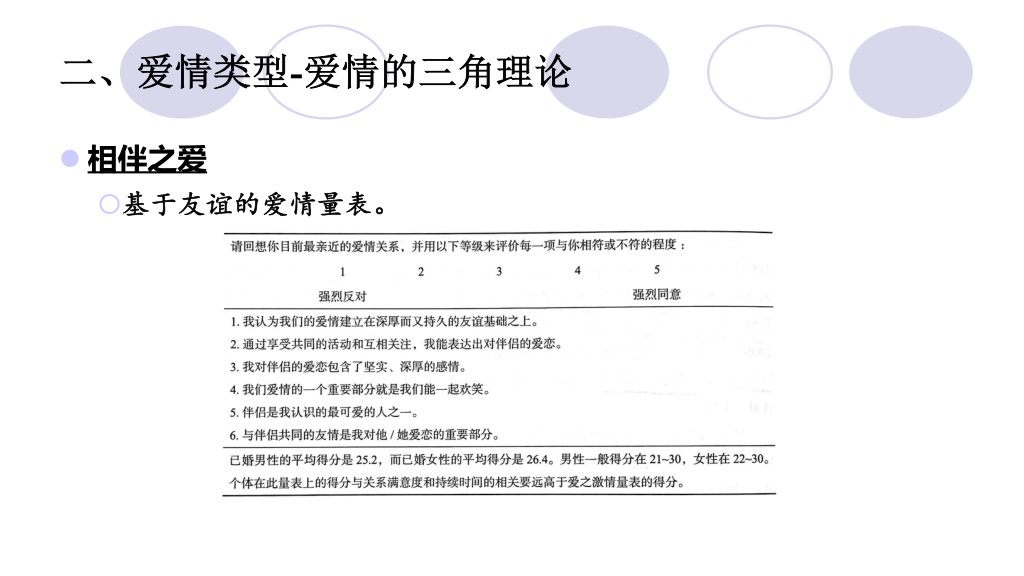 二、爱情类型-爱情的三角理论
相伴之爱
基于友谊的爱情量表。
请回想你目前最亲近的爱情关系，并用以下等级来评价每一项与你相符或不符的程度：
1 2 3 4 5
强烈反对 强烈同意
1. 我认为我们的爱情建立在深厚而又持久的友谊基础之上。
2. 通过享受共同的活动和互相关注，我能表达出对伴侣的爱恋。
3. 我对伴侣的爱恋包含了坚实、深厚的感情。
4. 我们爱情的一个重要部分就是我们能一起欢笑。
5. 伴侣是我认识的最可爱的人之一。
6. 与伴侣共同的友情是我对他/她爱恋的重要部分。
已婚男性的平均得分是 25.2，而已婚女性的平均得分是 26.4。男性一般得分在 21~30，女性在 22~30。
个体在此量表上的得分与关系满意度和持续时间的相关要远高于爱之激情量表的得分。